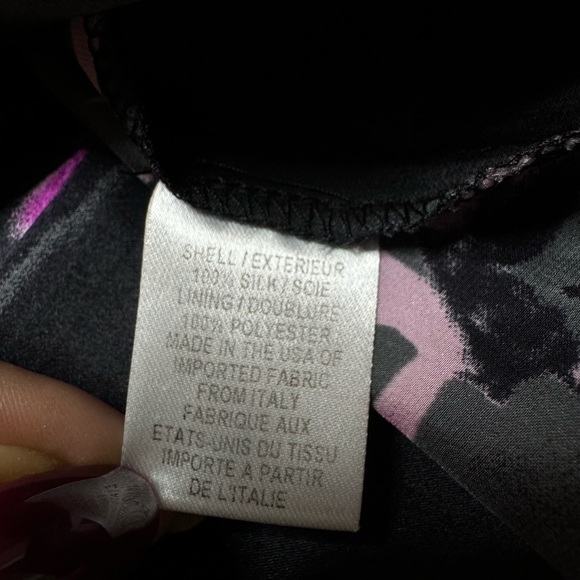 SHELL / EXTERIEUR
100% SILK / SOIE
LINING / DOUBLURE
100% POLYESTER
MADE IN THE USA OF
IMPORTED FABRIC
FROM ITALY
FABRIQUE AUX
ETATS-UNIS DU TISSU
IMPORTE A PARTIR
DE L'ITALIE